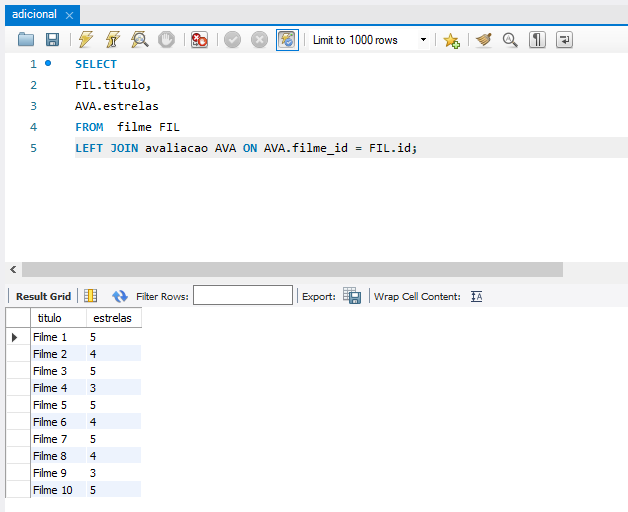 adicional
Limit to 1000 rows
1 SELECT
2 FIL.titulo,
3 AVA.estrelas
4 FROM  filme FIL
5 LEFT JOIN avaliacao AVA ON AVA.filme_id = FIL.id;
Result Grid Filter Rows: Export: Wrap Cell Content:
titulo estrelas
Filme 1 5
Filme 2 4
Filme 3 5
Filme 4 3
Filme 5 5
Filme 6 4
Filme 7 5
Filme 8 4
Filme 9 3
Filme 10 5